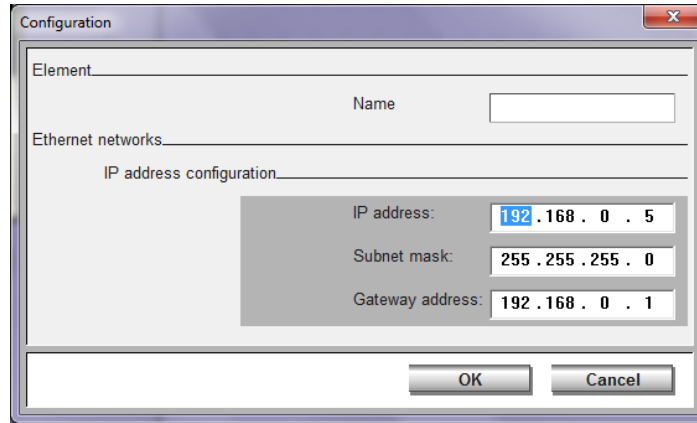 Configuration
Element
Name
Ethernet networks
IP address configuration
IP address: 192 . 168 . 0 . 5
Subnet mask: 255 . 255 . 255 . 0
Gateway address: 192 . 168 . 0 . 1
OK Cancel